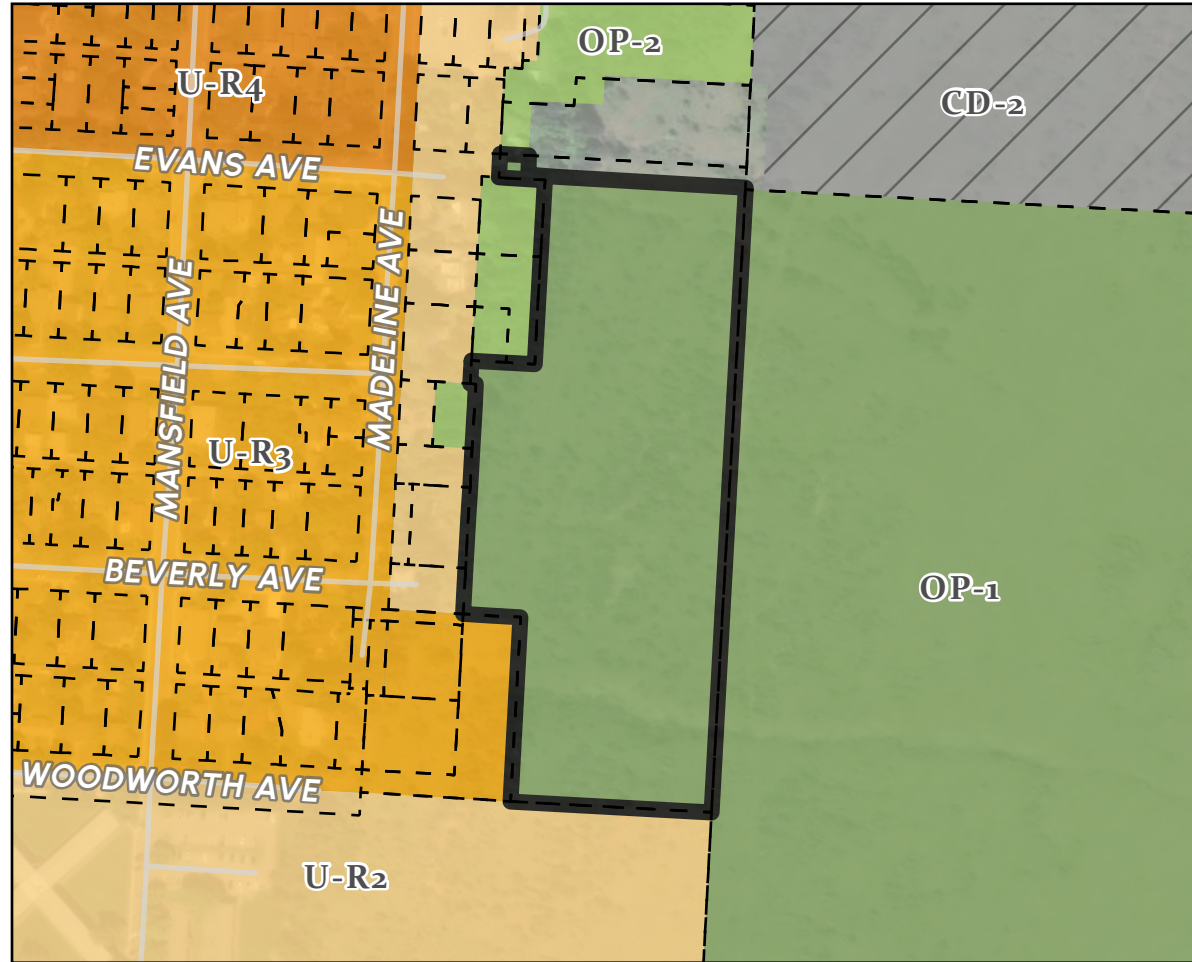 OP-2
U-R4
CD-2
EVANS AVE
MADELINE AVE
MANSFIELD AVE
U-R3
BEVERLY AVE
OP-1
WOODWORTH AVE
U-R2